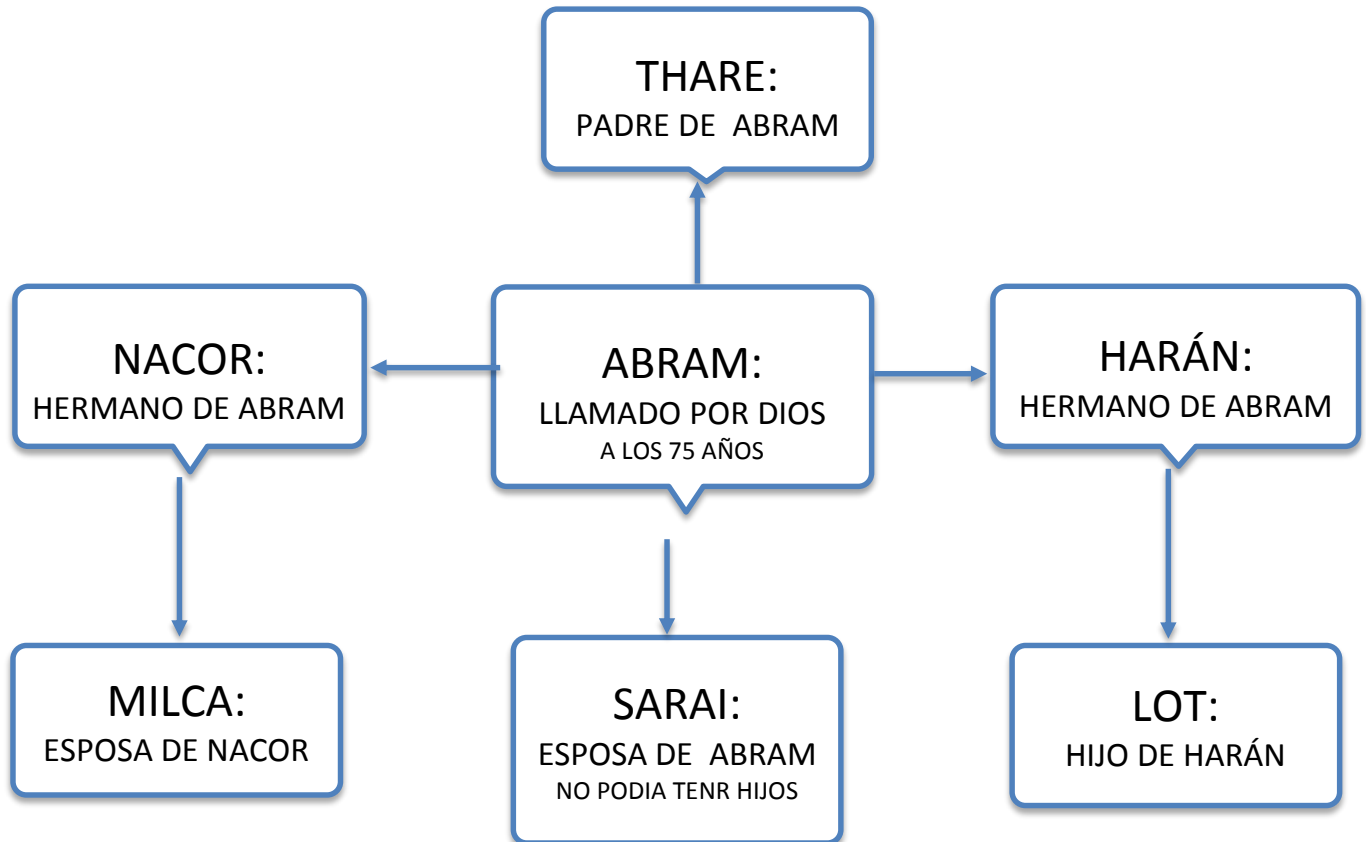 THARE:
PADRE DE ABRAM
NACOR:
HERMANO DE ABRAM
ABRAM:
LLAMADO POR DIOS
A LOS 75 AÑOS
HARÁN:
HERMANO DE ABRAM
MILCA:
ESPOSA DE NACOR
SARAI:
ESPOSA DE ABRAM
NO PODIA TENR HIJOS
LOT:
HIJO DE HARÁN